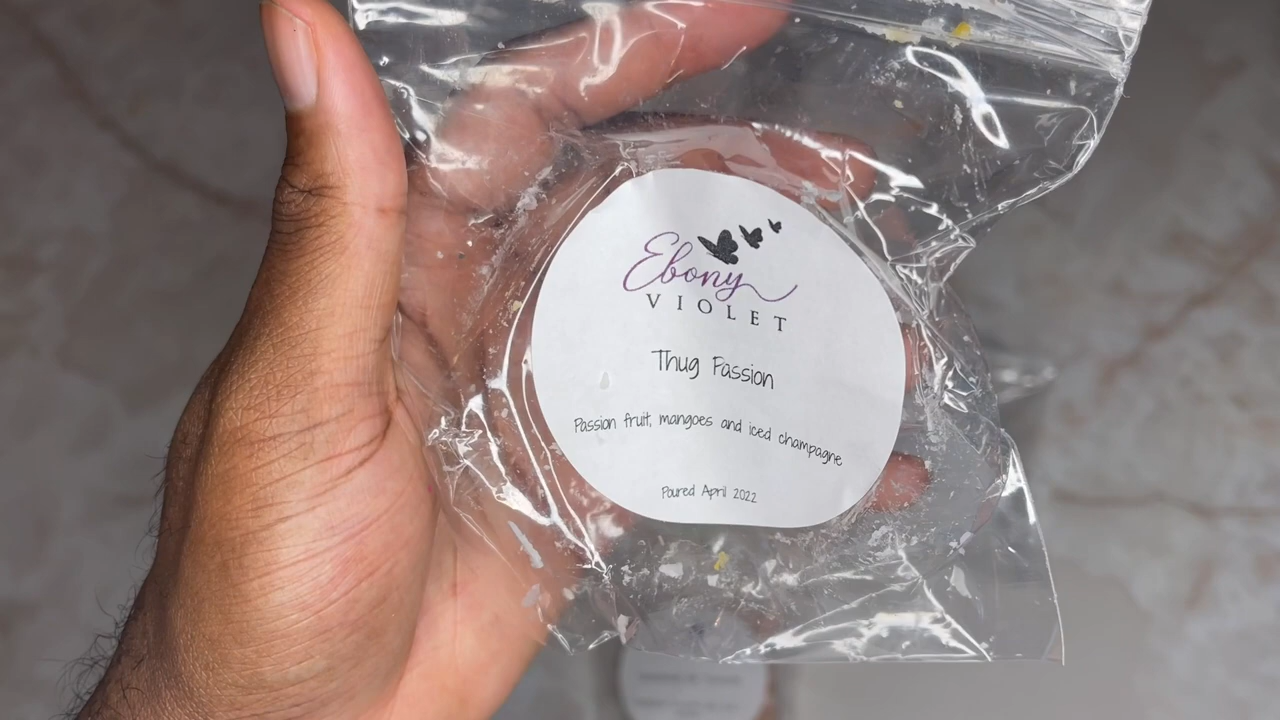 Ebony
VIOLET
Thug Passion
Passion fruit, mangoes and iced champagne
Poured April 2022